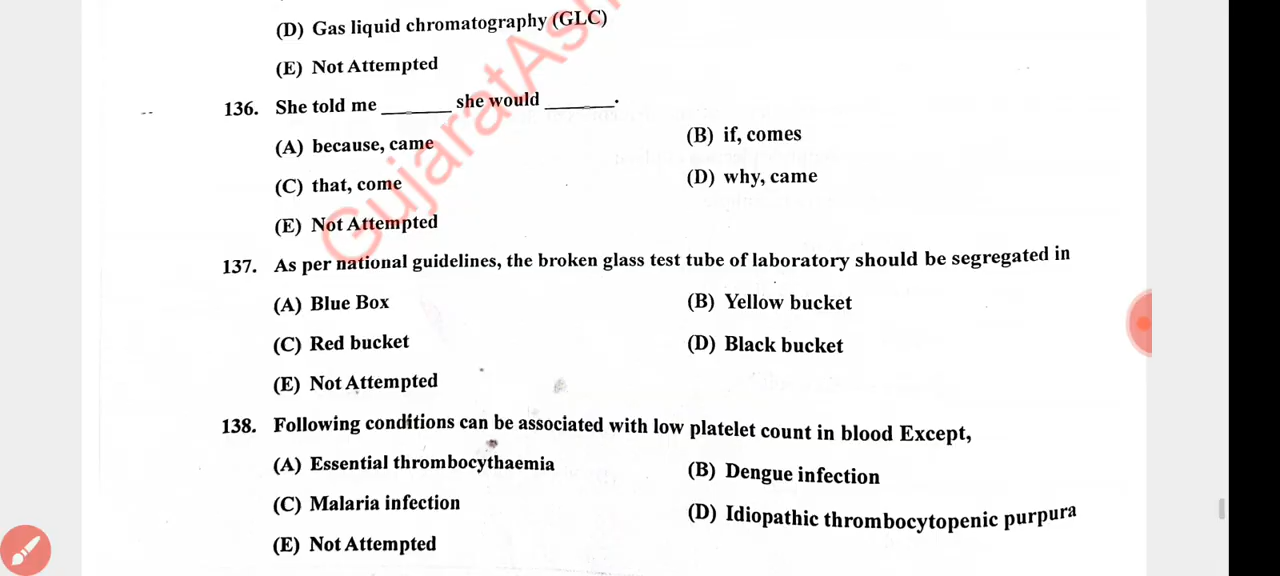 (D) Gas liquid chromatography (GLC)
(E) Not Attempted
136. She told me ______ she would ______.
(A) because, came
(B) if, comes
(C) that, come
(D) why, came
(E) Not Attempted
137. As per national guidelines, the broken glass test tube of laboratory should be segregated in
(A) Blue Box
(B) Yellow bucket
(C) Red bucket
(D) Black bucket
(E) Not Attempted
138. Following conditions can be associated with low platelet count in blood Except,
(A) Essential thrombocythaemia
(B) Dengue infection
(C) Malaria infection
(D) Idiopathic thrombocytopenic purpura
(E) Not Attempted
GujaratAsh